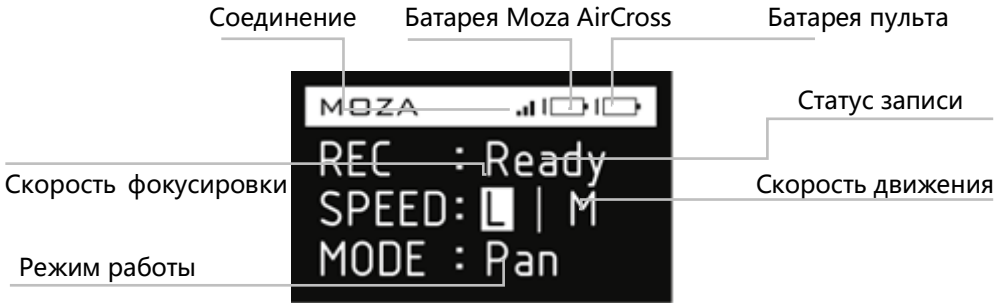 Соединение Батарея Moza AirCross Батарея пульта
MOZA
Статус записи
REC : Ready
Скорость фокусировки
Скорость движения
SPEED: L | M
MODE : Pan
Режим работы